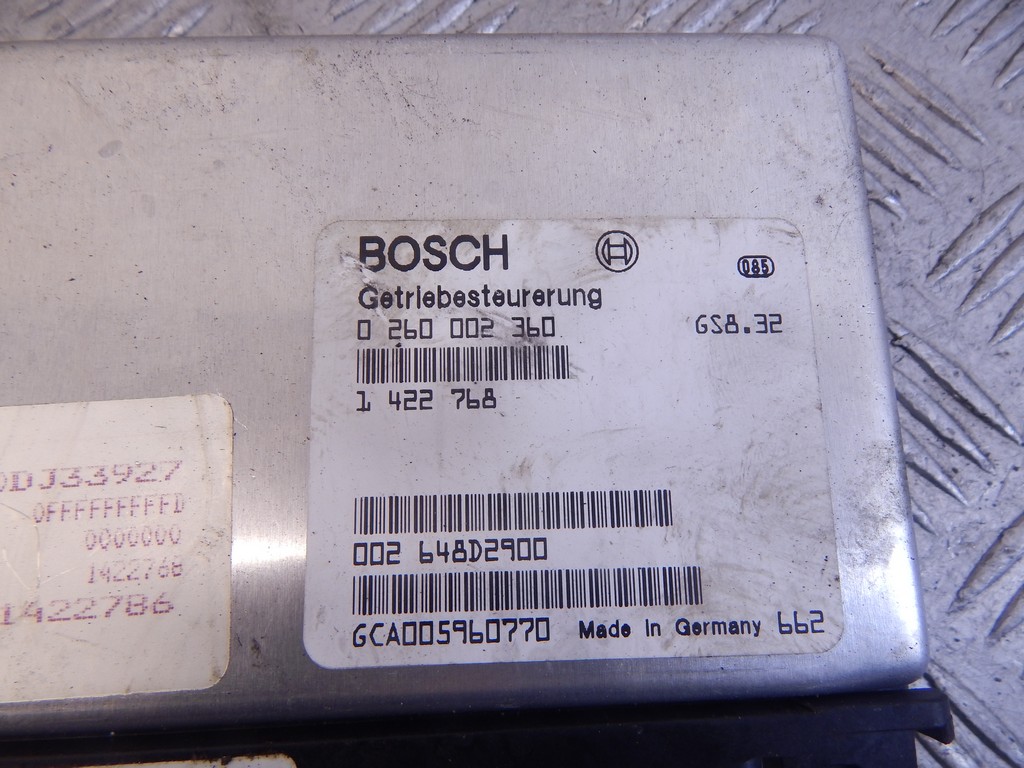 BOSCH
085
Getriebesteurerung
0 260 002 360 GS8.32
1 422 768
002 648D2900
GCA005960770 Made in Germany 662
DJ33927
0FFFFFFFFFD
0000000
1422768
1422786